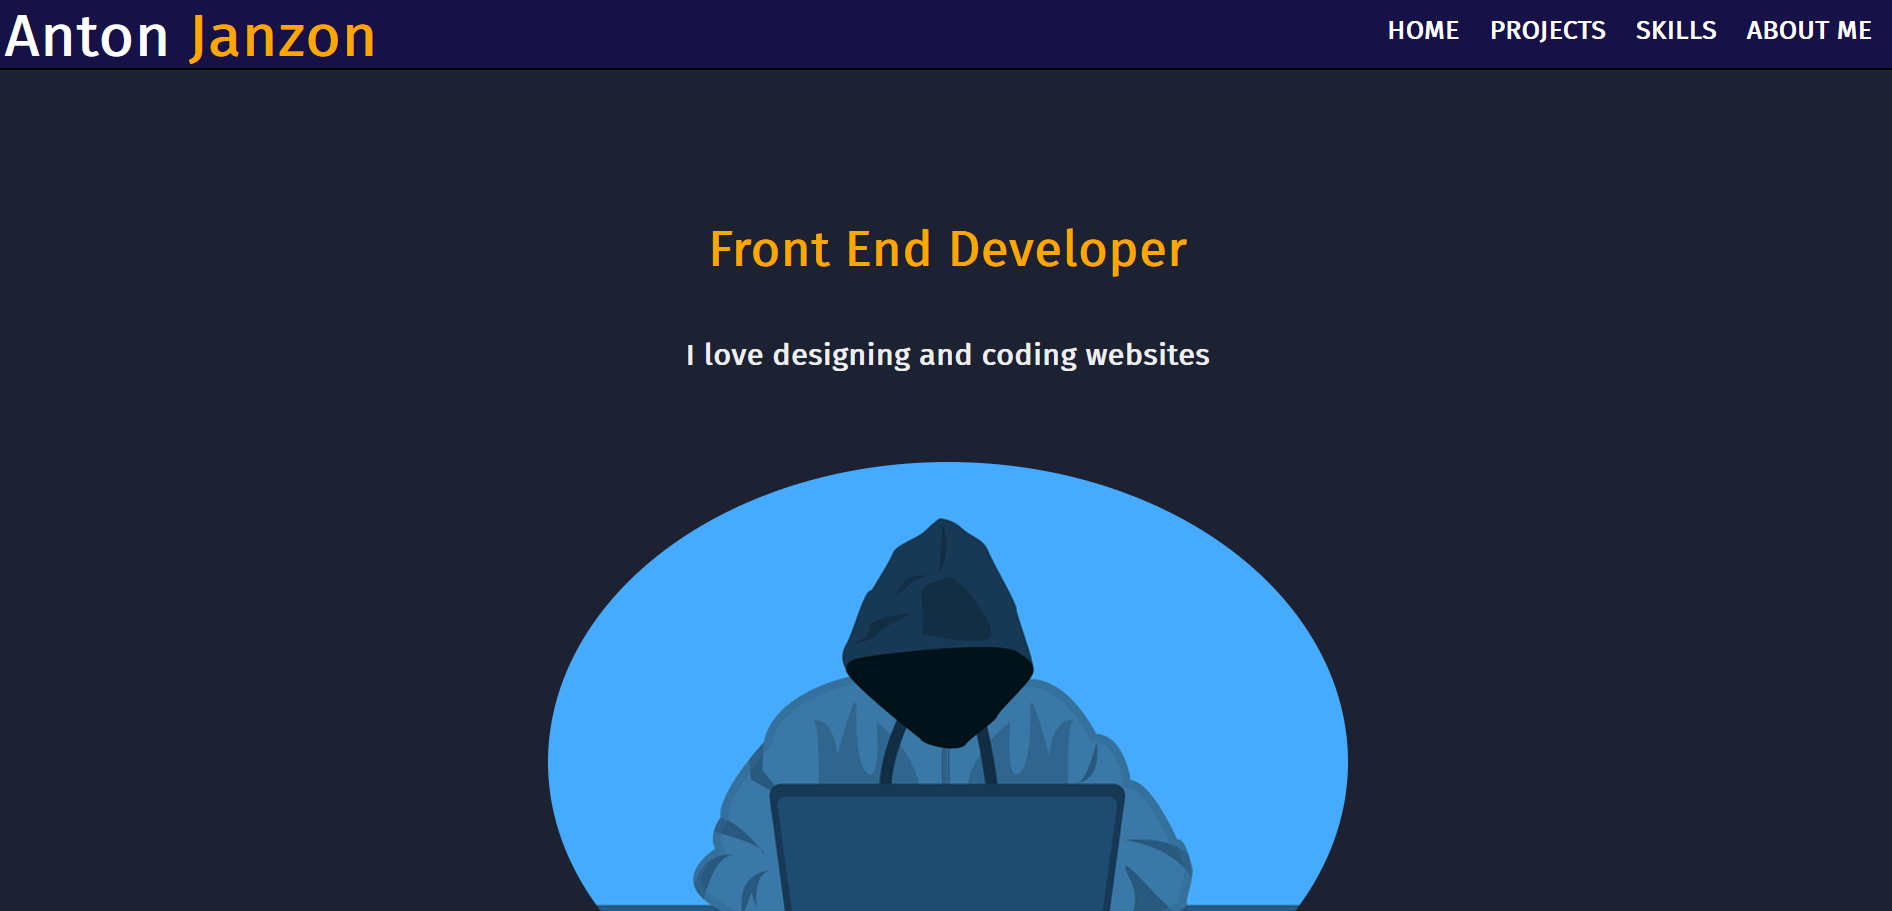 Anton Janzon
HOME PROJECTS SKILLS ABOUT ME
Front End Developer
I love designing and coding websites